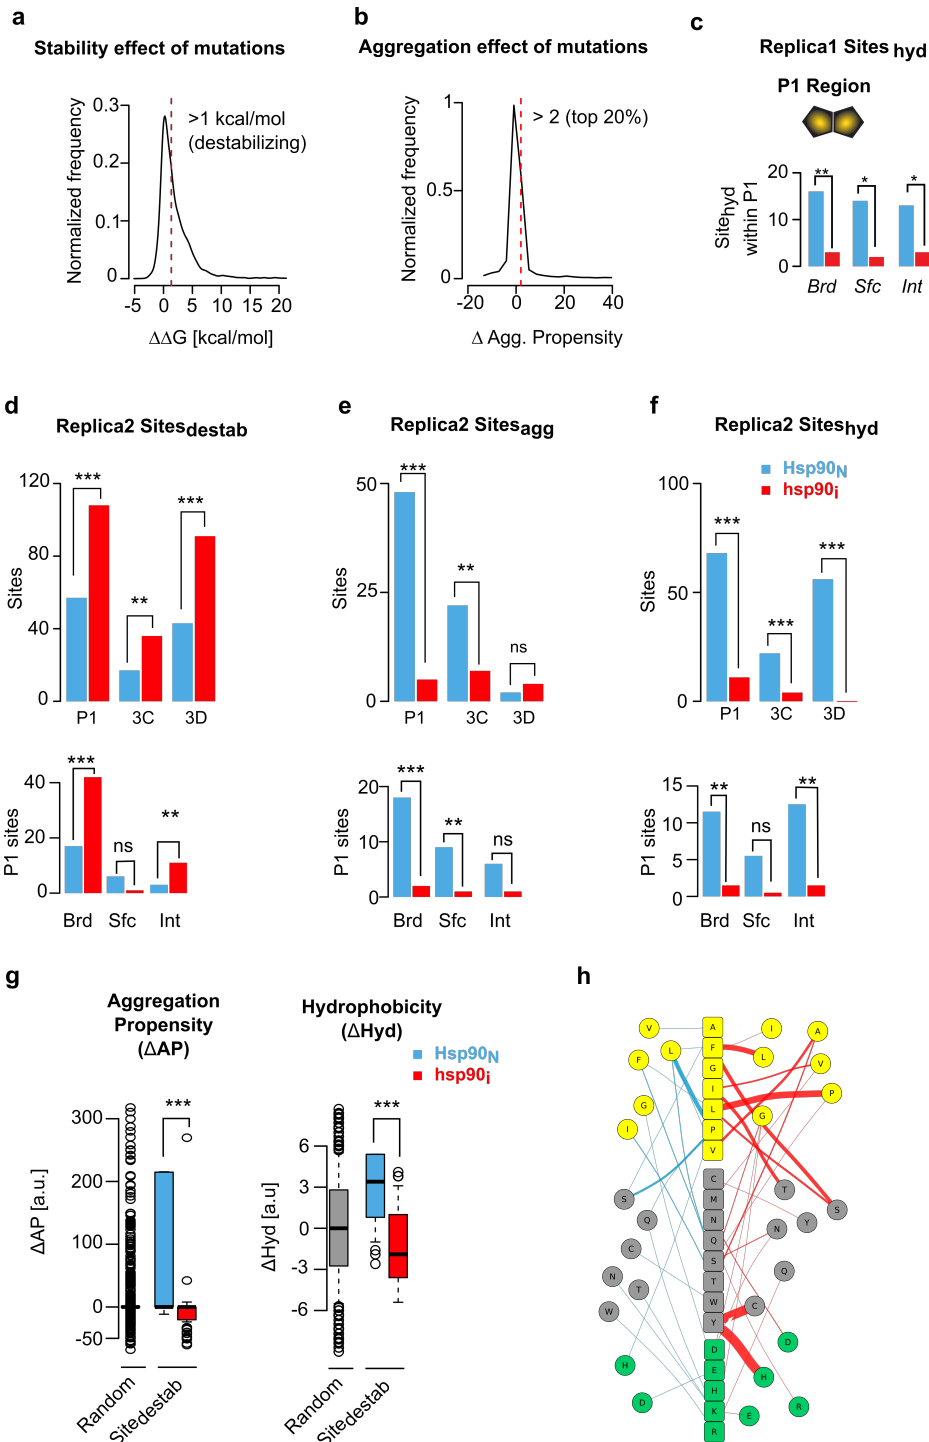 a
Stability effect of mutations
0.3
0.2
0.1
0
Normalized frequency
>1 kcal/mol
(destabilizing)
-5 0 5 10 15 20
ΔΔG [kcal/mol]
b
Aggregation effect of mutations
1
0.5
0
Normalized frequency
> 2 (top 20%)
-20 0 20 40
Δ Agg. Propensity
c
Replica1 Sites hyd
P1 Region
20
10
0
Sitehyd
within P1
** * *
Brd Sfc Int
d
Replica2 Sitesdestab
120
80
40
0
Sites
*** ** ***
P1 3C 3D
40
20
0
P1 sites
*** ns **
Brd Sfc Int
e
Replica2 Sitesagg
50
25
0
Sites
*** ** ns
P1 3C 3D
20
10
0
P1 sites
*** ** ns
Brd Sfc Int
f
Replica2 Siteshyd
Hsp90N
hsp90i
100
50
0
Sites
*** *** ***
P1 3C 3D
15
10
5
0
P1 sites
** ns **
Brd Sfc Int
g
Aggregation
Propensity
(ΔAP)
300
200
100
0
-50
ΔAP [a.u.]
***
Random
Sitedestab
Hydrophobicity
(ΔHyd)
Hsp90N
hsp90i
6
3
0
-3
-6
ΔHyd [a.u]
***
Random
Sitedestab
h
V
F
L
G
I
S
Q
C
N
T
W
H
D
A
F
G
I
L
P
V
C
M
N
Q
S
T
W
Y
D
E
H
K
R
I
A
L
V
P
G
T
S
Y
N
Q
C
D
H
R
E